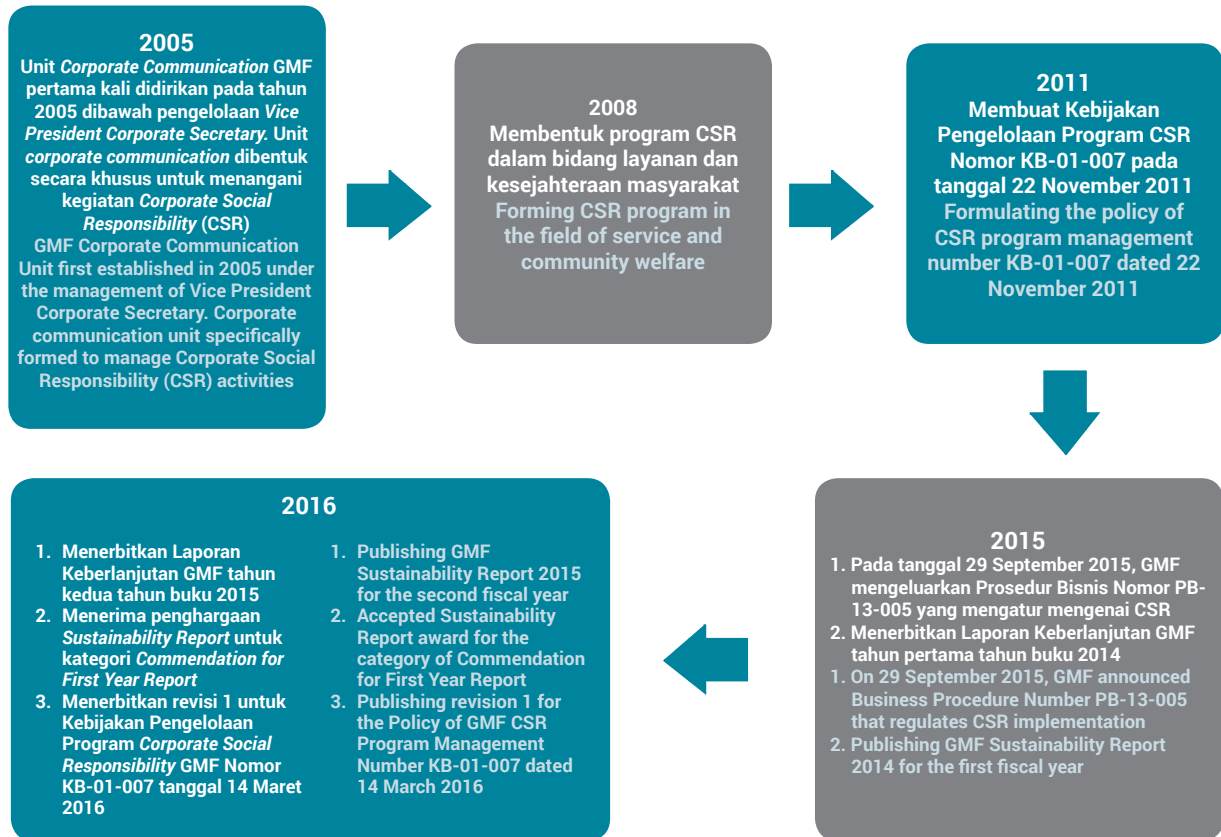 2005
Unit Corporate Communication GMF
pertama kali didirikan pada tahun
2005 dibawah pengelolaan Vice
President Corporate Secretary. Unit
corporate communication dibentuk
secara khusus untuk menangani
kegiatan Corporate Social
Responsibility (CSR)
GMF Corporate Communication
Unit first established in 2005 under
the management of Vice President
Corporate Secretary. Corporate
communication unit specifically
formed to manage Corporate Social
Responsibility (CSR) activities
2008
Membentuk program CSR
dalam bidang layanan dan
kesejahteraan masyarakat
Forming CSR program in
the field of service and
community welfare
2011
Membuat Kebijakan
Pengelolaan Program CSR
Nomor KB-01-007 pada
tanggal 22 November 2011
Formulating the policy of
CSR program management
number KB-01-007 dated 22
November 2011
2015
1. Pada tanggal 29 September 2015, GMF
mengeluarkan Prosedur Bisnis Nomor PB-
13-005 yang mengatur mengenai CSR
2. Menerbitkan Laporan Keberlanjutan GMF
tahun pertama tahun buku 2014
1. On 29 September 2015, GMF announced
Business Procedure Number PB-13-005
that regulates CSR implementation
2. Publishing GMF Sustainability Report
2014 for the first fiscal year
2016
1. Menerbitkan Laporan
Keberlanjutan GMF tahun
kedua tahun buku 2015
2. Menerima penghargaan
Sustainability Report untuk
kategori Commendation for
First Year Report
3. Menerbitkan revisi 1 untuk
Kebijakan Pengelolaan
Program Corporate Social
Responsibility GMF Nomor
KB-01-007 tanggal 14 Maret
2016
1. Publishing GMF
Sustainability Report 2015
for the second fiscal year
2. Accepted Sustainability
Report award for the
category of Commendation
for First Year Report
3. Publishing revision 1 for
the Policy of GMF CSR
Program Management
Number KB-01-007 dated
14 March 2016